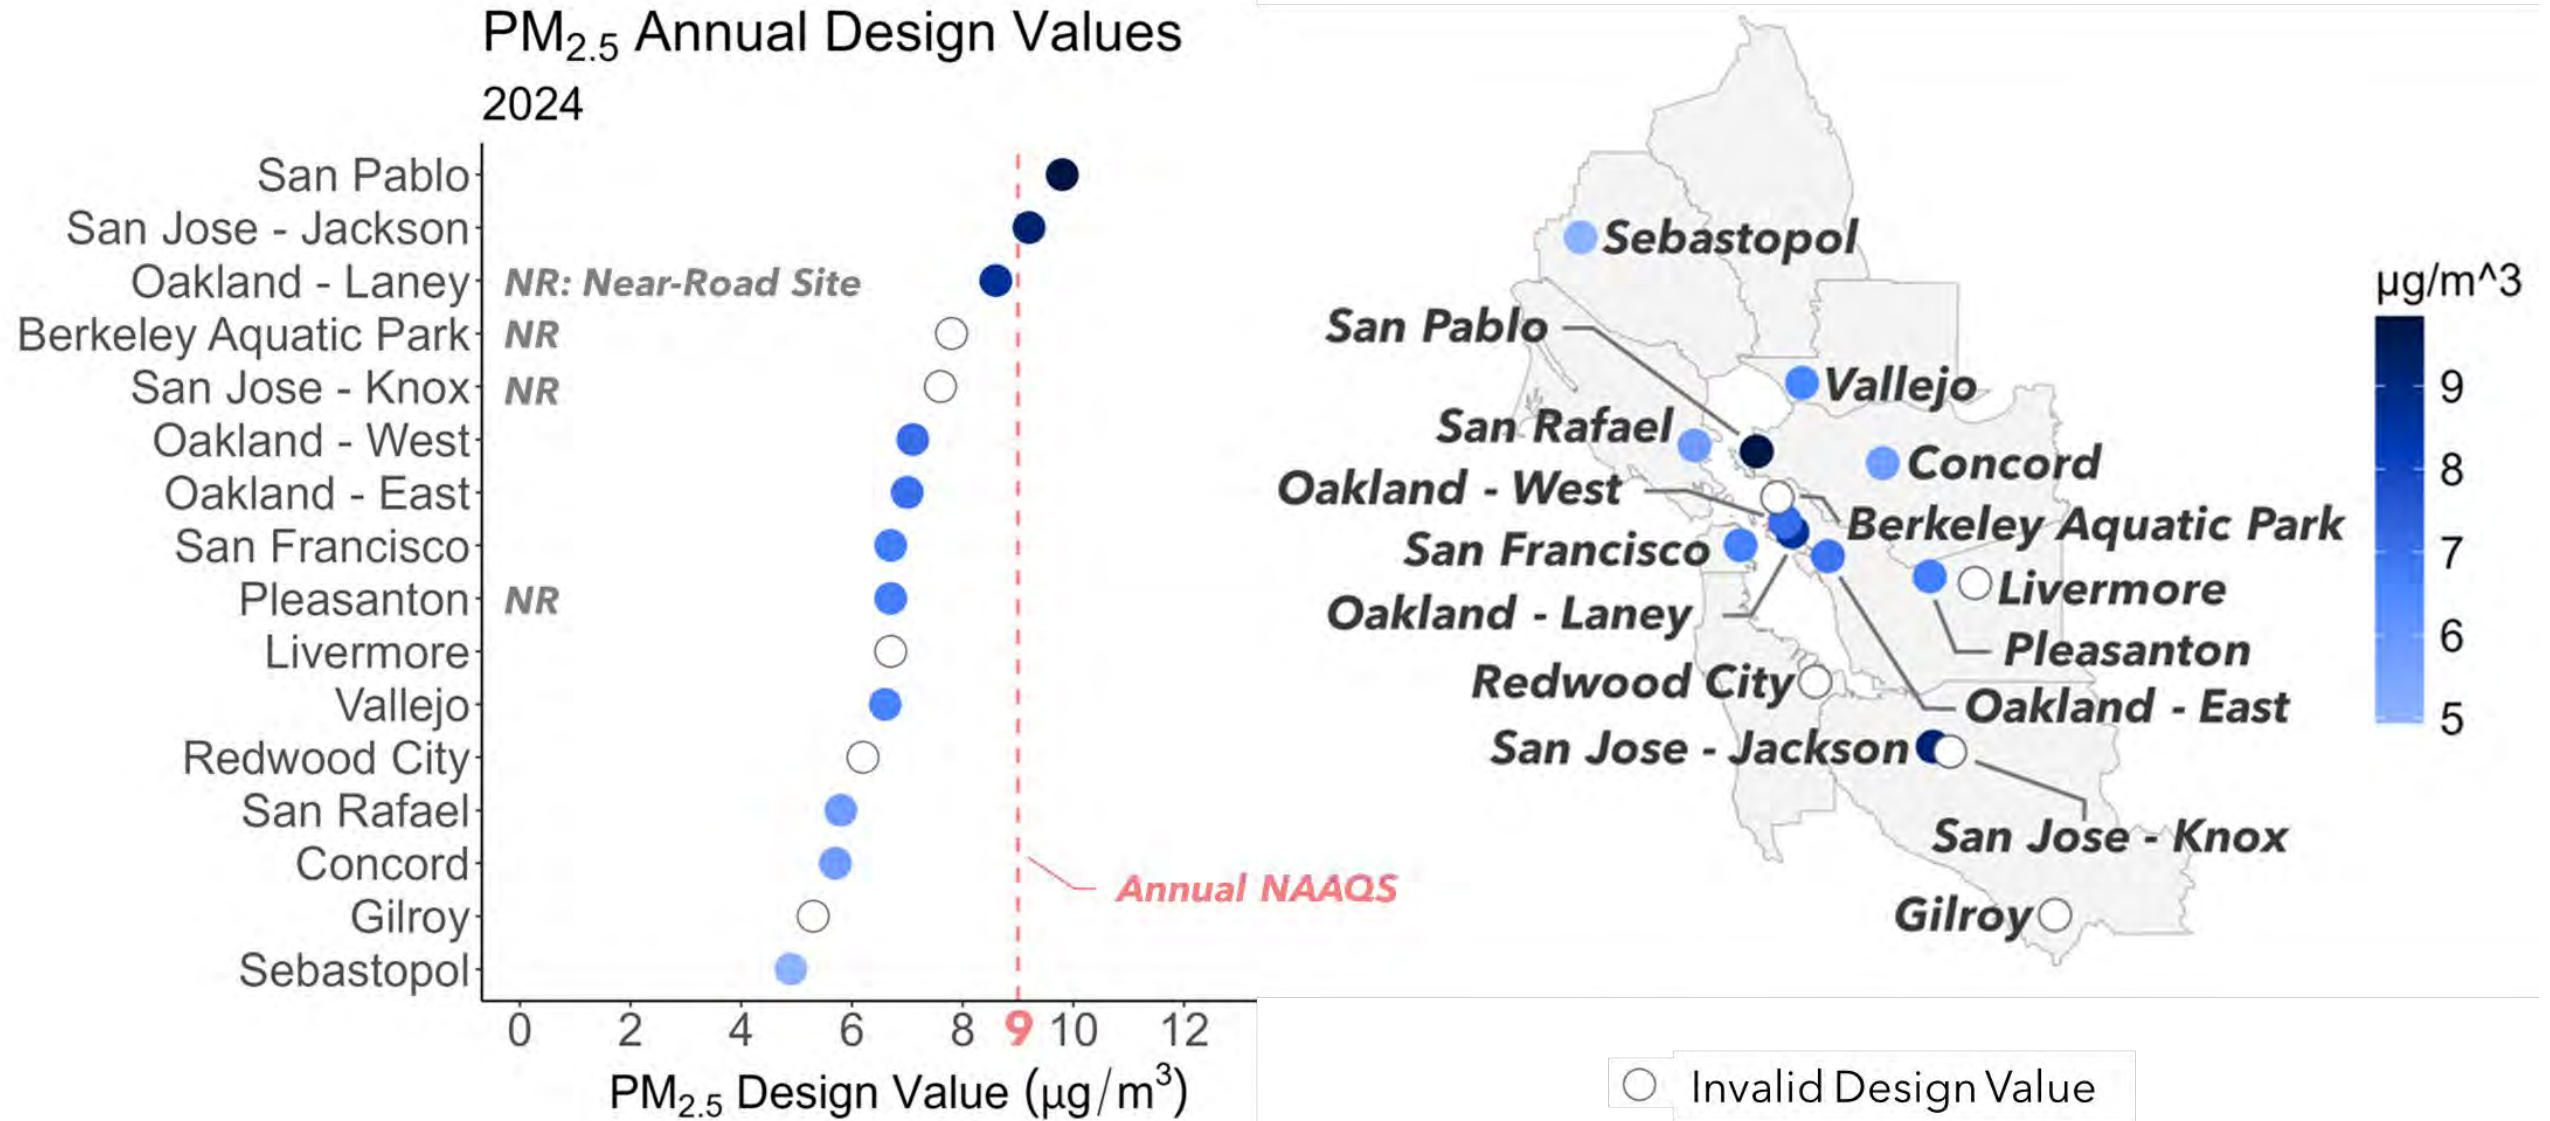 PM2.5 Annual Design Values
2024
San Pablo
San Jose - Jackson
Oakland - Laney
NR: Near-Road Site
Berkeley Aquatic Park
NR
San Jose - Knox
NR
Oakland - West
Oakland - East
San Francisco
Pleasanton
NR
Livermore
Vallejo
Redwood City
San Rafael
Concord
Gilroy
Sebastopol
Annual NAAQS
0 2 4 6 8 9 10 12
PM2.5 Design Value (µg/m³)
Sebastopol
San Pablo
Vallejo
San Rafael
Concord
Oakland - West
Berkeley Aquatic Park
San Francisco
Livermore
Oakland - Laney
Pleasanton
Redwood City
Oakland - East
San Jose - Jackson
San Jose - Knox
Gilroy
µg/m^3
9
8
7
6
5
Invalid Design Value